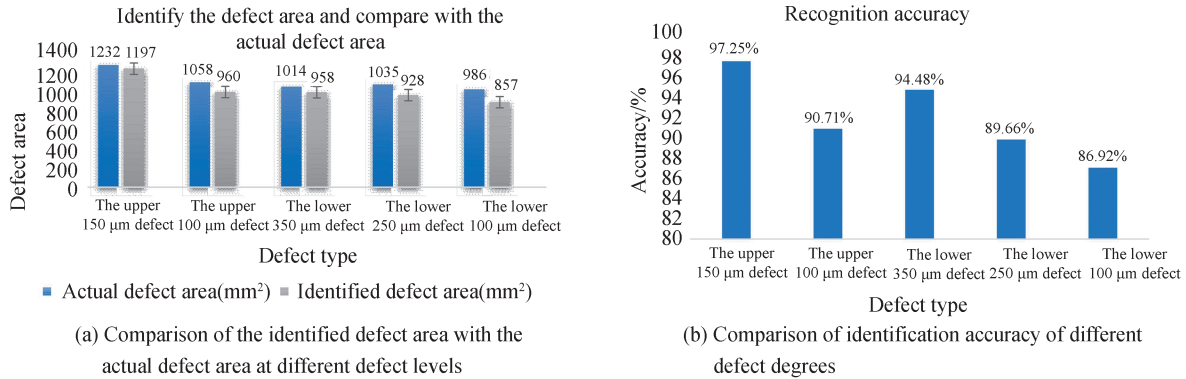 Identify the defect area and compare with the
actual defect area
1400
1200
1000
800
600
400
200
0
Defect area
1232 1197
1058 960
1014 958
1035 928
986 857
The upper
150 μm defect
The upper
100 μm defect
The lower
350 μm defect
The lower
250 μm defect
The lower
100 μm defect
Defect type
Actual defect area(mm²) Identified defect area(mm²)
(a) Comparison of the identified defect area with the
actual defect area at different defect levels
Recognition accuracy
100
98
96
94
92
90
98
86
84
82
80
Accuracy/%
97.25%
90.71%
94.48%
89.66%
86.92%
The upper
150 μm defect
The upper
100 μm defect
The lower
350 μm defect
The lower
250 μm defect
The lower
100 μm defect
Defect type
(b) Comparison of identification accuracy of different
defect degrees